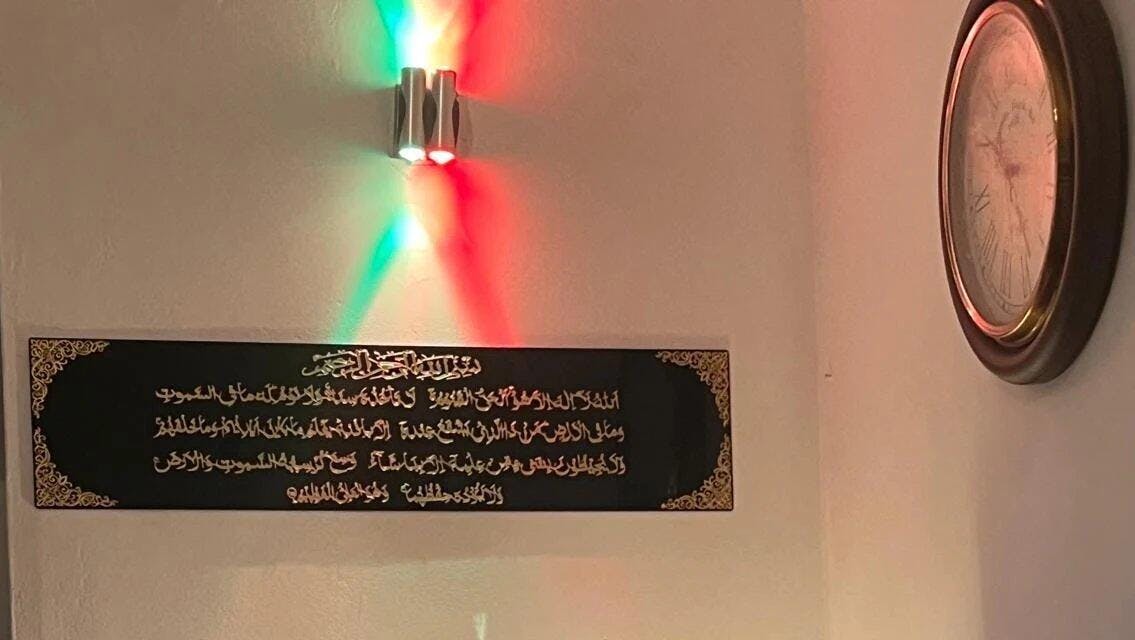 بسم الله الرحمن الرحيم
الله لا إله إلا هو الحي القيوم لا تأخذه سنة ولا نوم له ما في السموت
وما في الأرض من ذا الذي يشفع عنده إلا بإذنه يعلم ما بين أيديهم وما خلفهم
ولا يحيطون بشيء من علمه إلا بما شاء وسع كرسيه السموت والأرض
ولا يؤده حفظهما وهو العلي العظيم